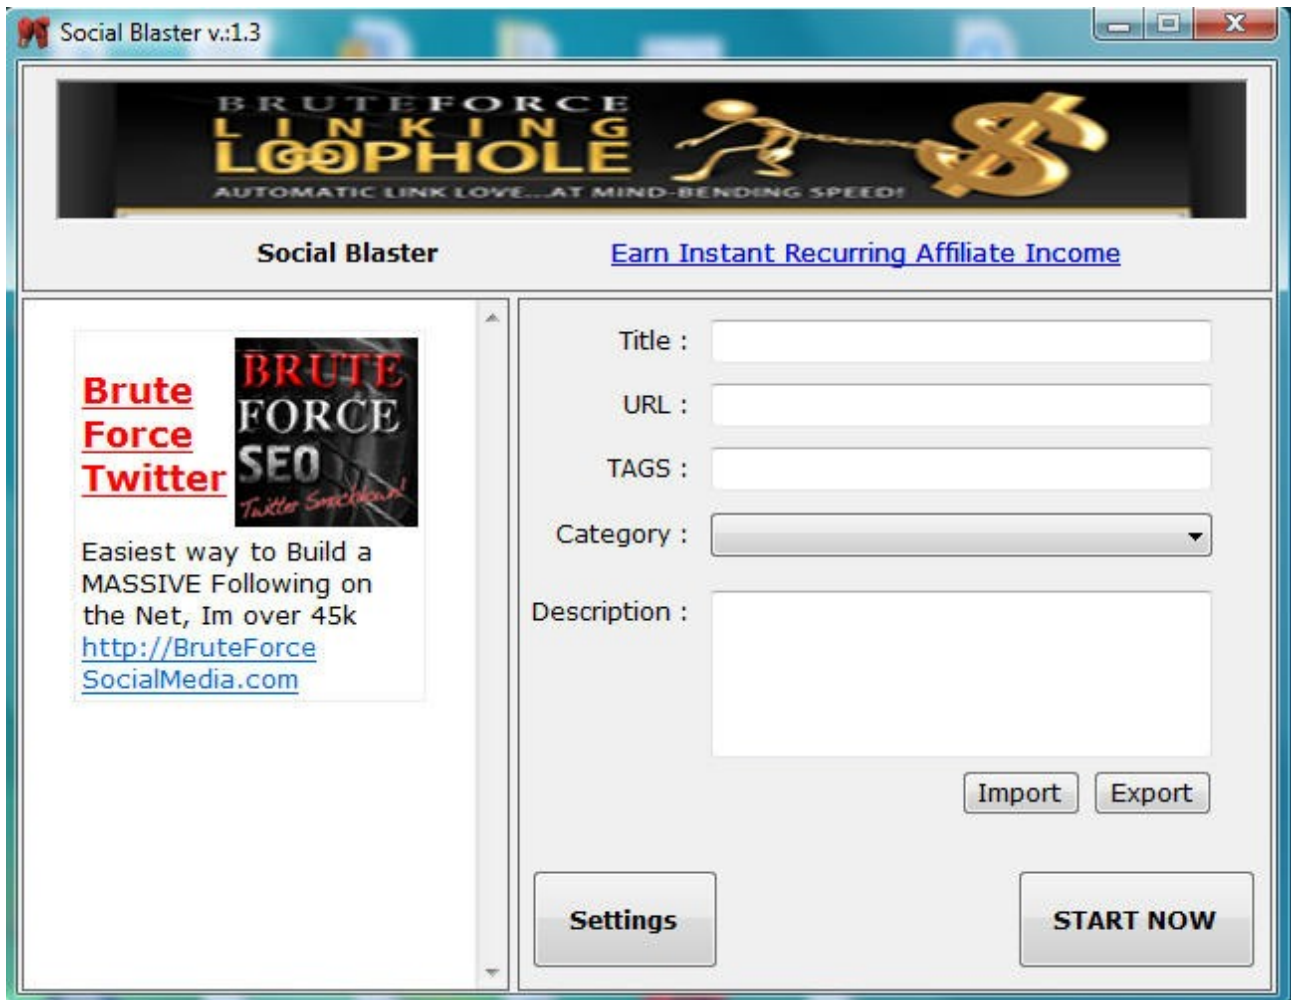 Social Blaster v.:1.3
BRUTEFORCE
LINKING
LOOPHOLE
AUTOMATIC LINK LOVE...AT MIND-BENDING SPEED!
Social Blaster
Earn Instant Recurring Affiliate Income
Brute
Force
Twitter
BRUTE
FORCE
SEO
Twitter Smackdown!
Easiest way to Build a
MASSIVE Following on
the Net, Im over 45k
http://BruteForce
SocialMedia.com
Title :
URL :
TAGS :
Category :
Description :
Import
Export
Settings
START NOW